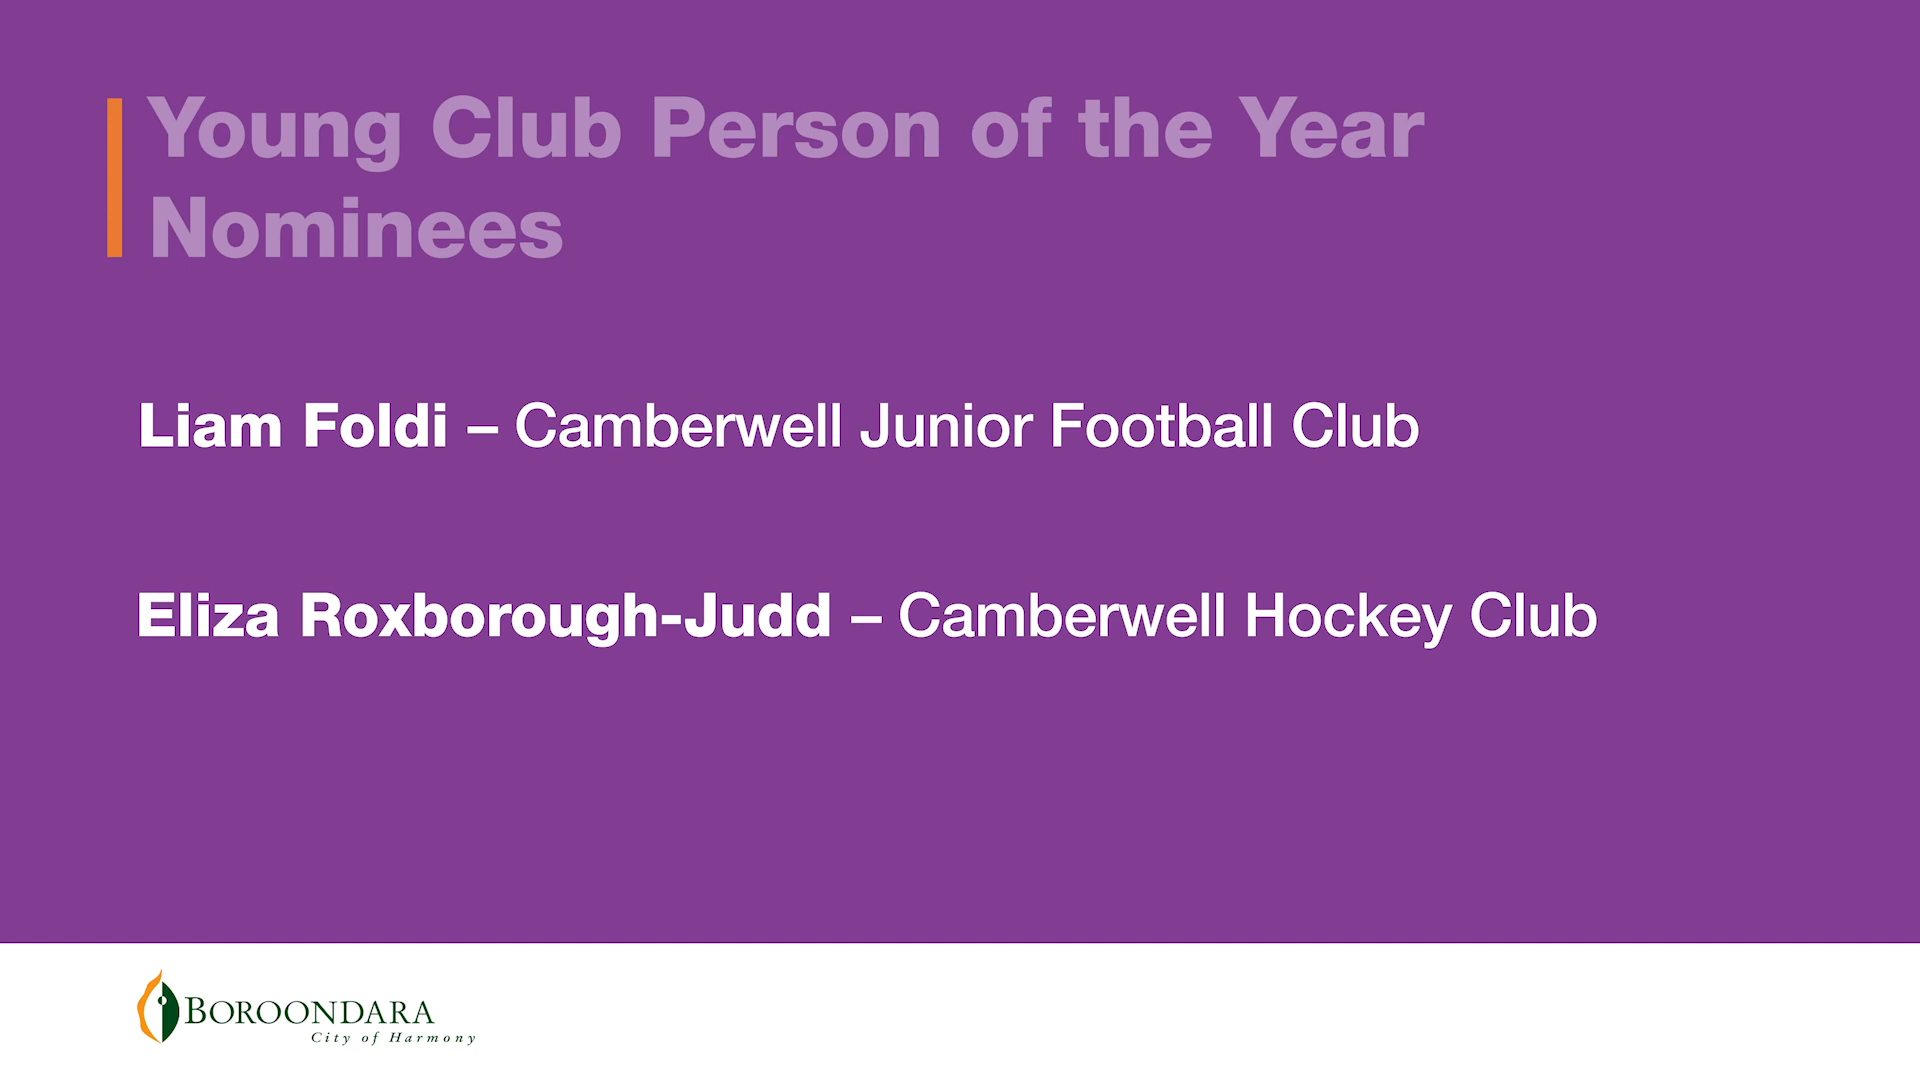 Young Club Person of the Year
Nominees
Liam Foldi – Camberwell Junior Football Club
Eliza Roxborough-Judd – Camberwell Hockey Club
BOROONDARA
City of Harmony